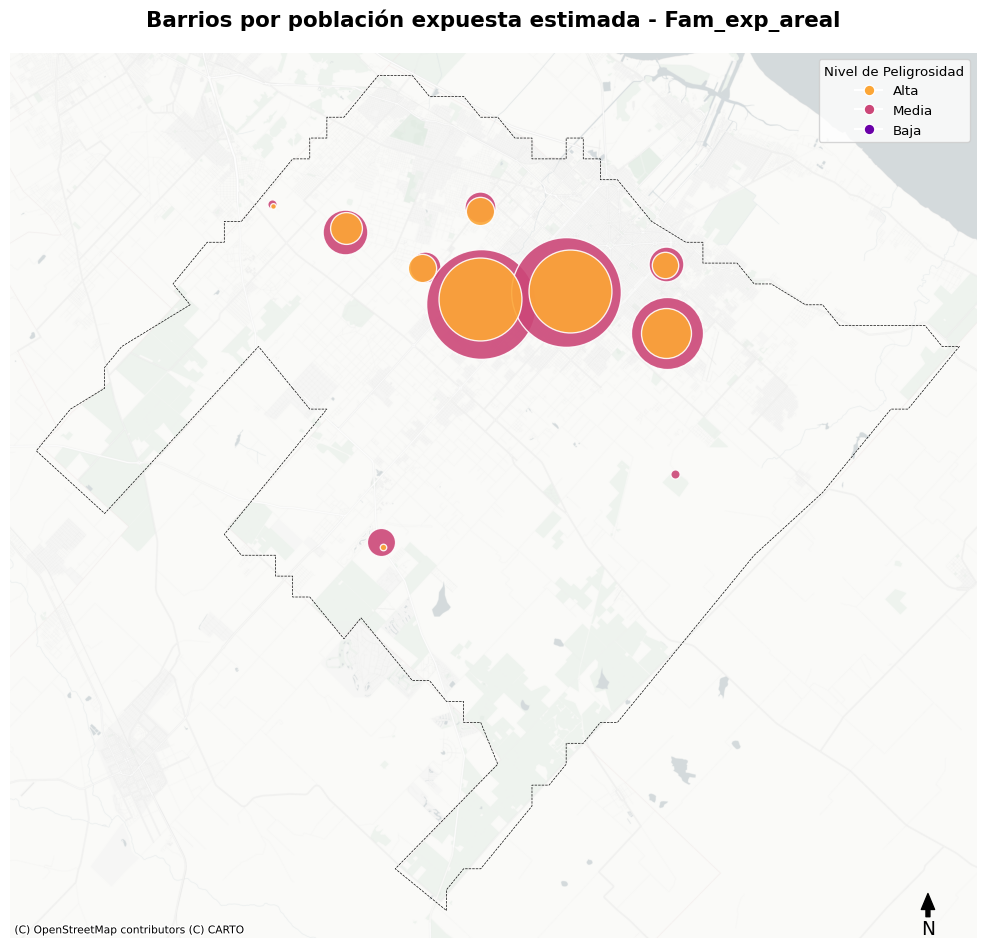 Barrios por población expuesta estimada - Fam_exp_areal
Nivel de Peligrosidad
Alta
Media
Baja
(C) OpenStreetMap contributors (C) CARTO
N